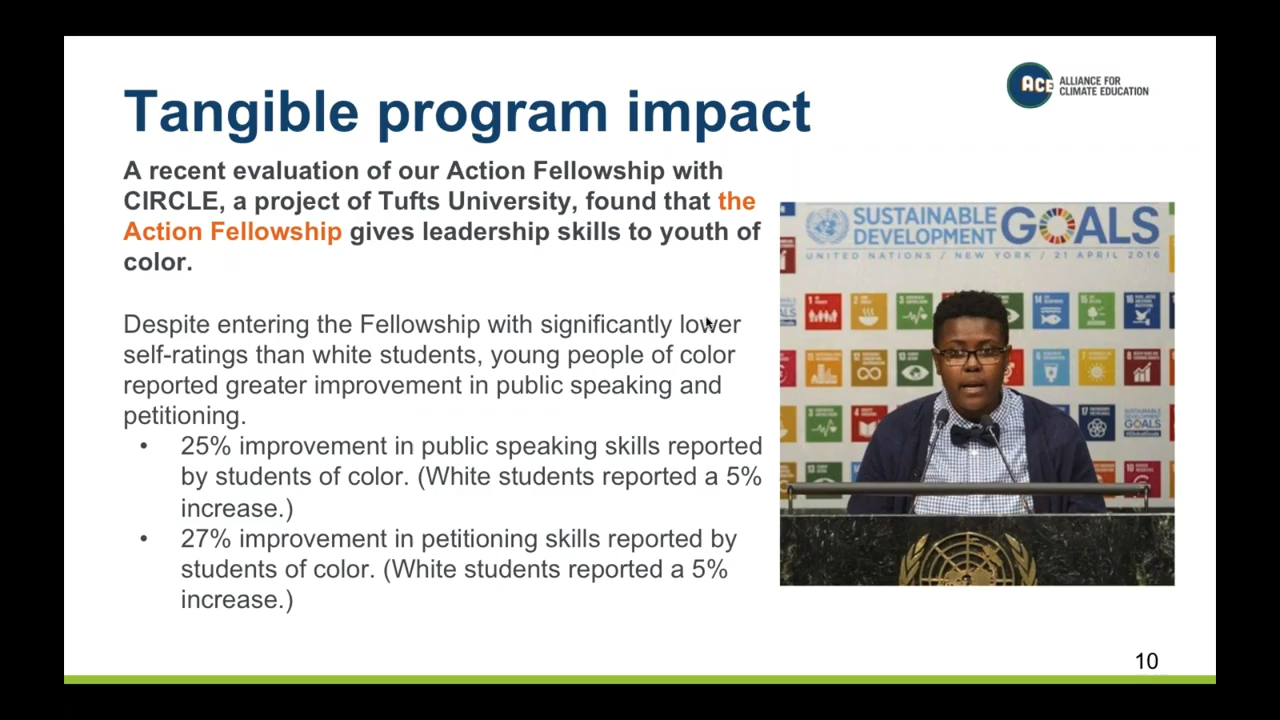 Tangible program impact
ACE
ALLIANCE FOR
CLIMATE EDUCATION
A recent evaluation of our Action Fellowship with
CIRCLE, a project of Tufts University, found that the
Action Fellowship gives leadership skills to youth of
color.
Despite entering the Fellowship with significantly lower
self-ratings than white students, young people of color
reported greater improvement in public speaking and
petitioning.
• 25% improvement in public speaking skills reported
by students of color. (White students reported a 5%
increase.)
• 27% improvement in petitioning skills reported by
students of color. (White students reported a 5%
increase.)
SUSTAINABLE
DEVELOPMENT
GOALS
UNITED NATIONS / NEW YORK / 21 APRIL 2016
10